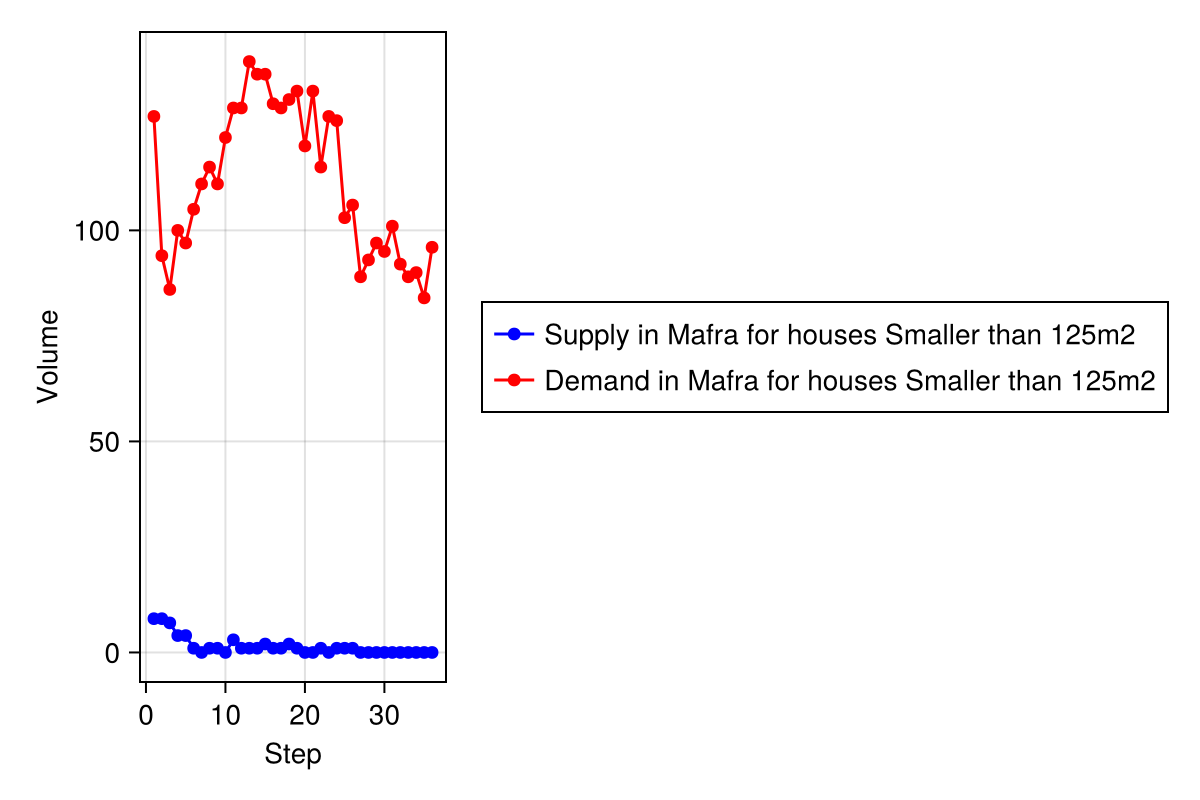 100
50
0
0 10 20 30
Volume
Step
Supply in Mafra for houses Smaller than 125m2
Demand in Mafra for houses Smaller than 125m2